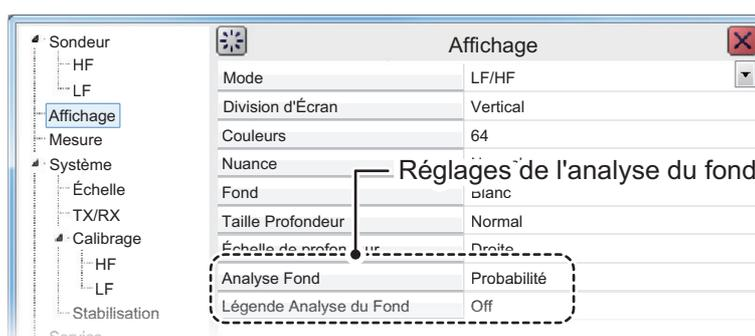 Sondeur
HF
LF
Affichage
Mesure
Système
Échelle
TX/RX
Calibrage
HF
LF
Stabilisation
Affichage
Mode LF/HF
Division d'Écran Vertical
Couleurs 64
Nuance
Réglages de l'analyse du fond
Fond Blanc
Taille Profondeur Normal
Échelle de Droite
Analyse Fond Probabilité
Légende Analyse du Fond Off